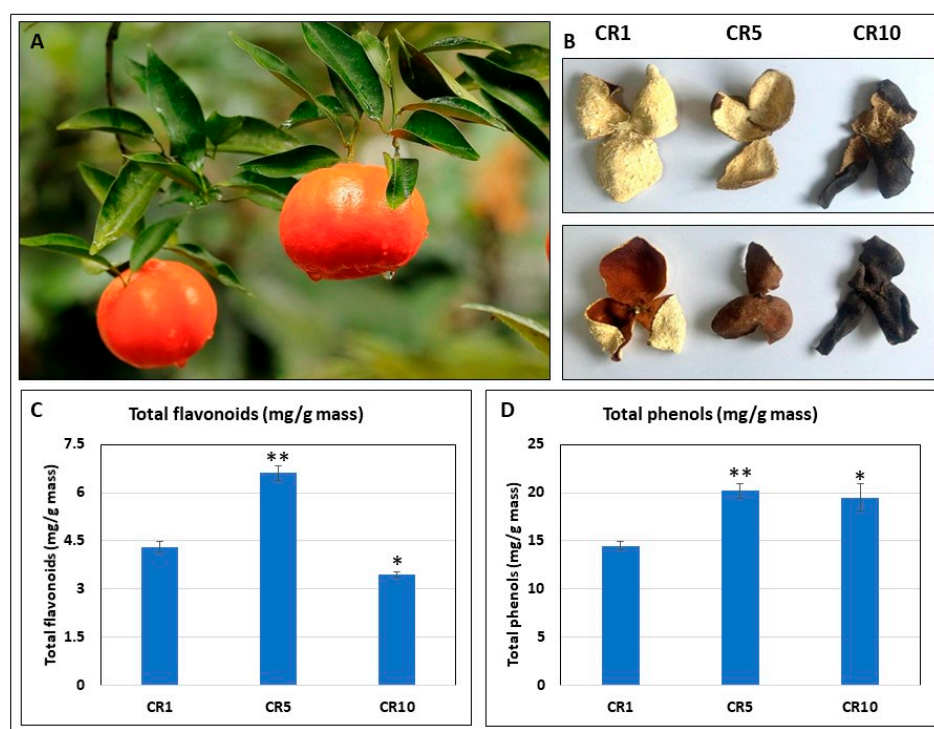 A
B
CR1 CR5 CR10
C
Total flavonoids (mg/g mass)
Total flavonoids (mg/g mass)
7.5
6
4.5
3
1.5
0
**
*
CR1 CR5 CR10
D
Total phenols (mg/g mass)
Total phenols (mg/g mass)
25
20
15
10
5
0
**
*
CR1 CR5 CR10